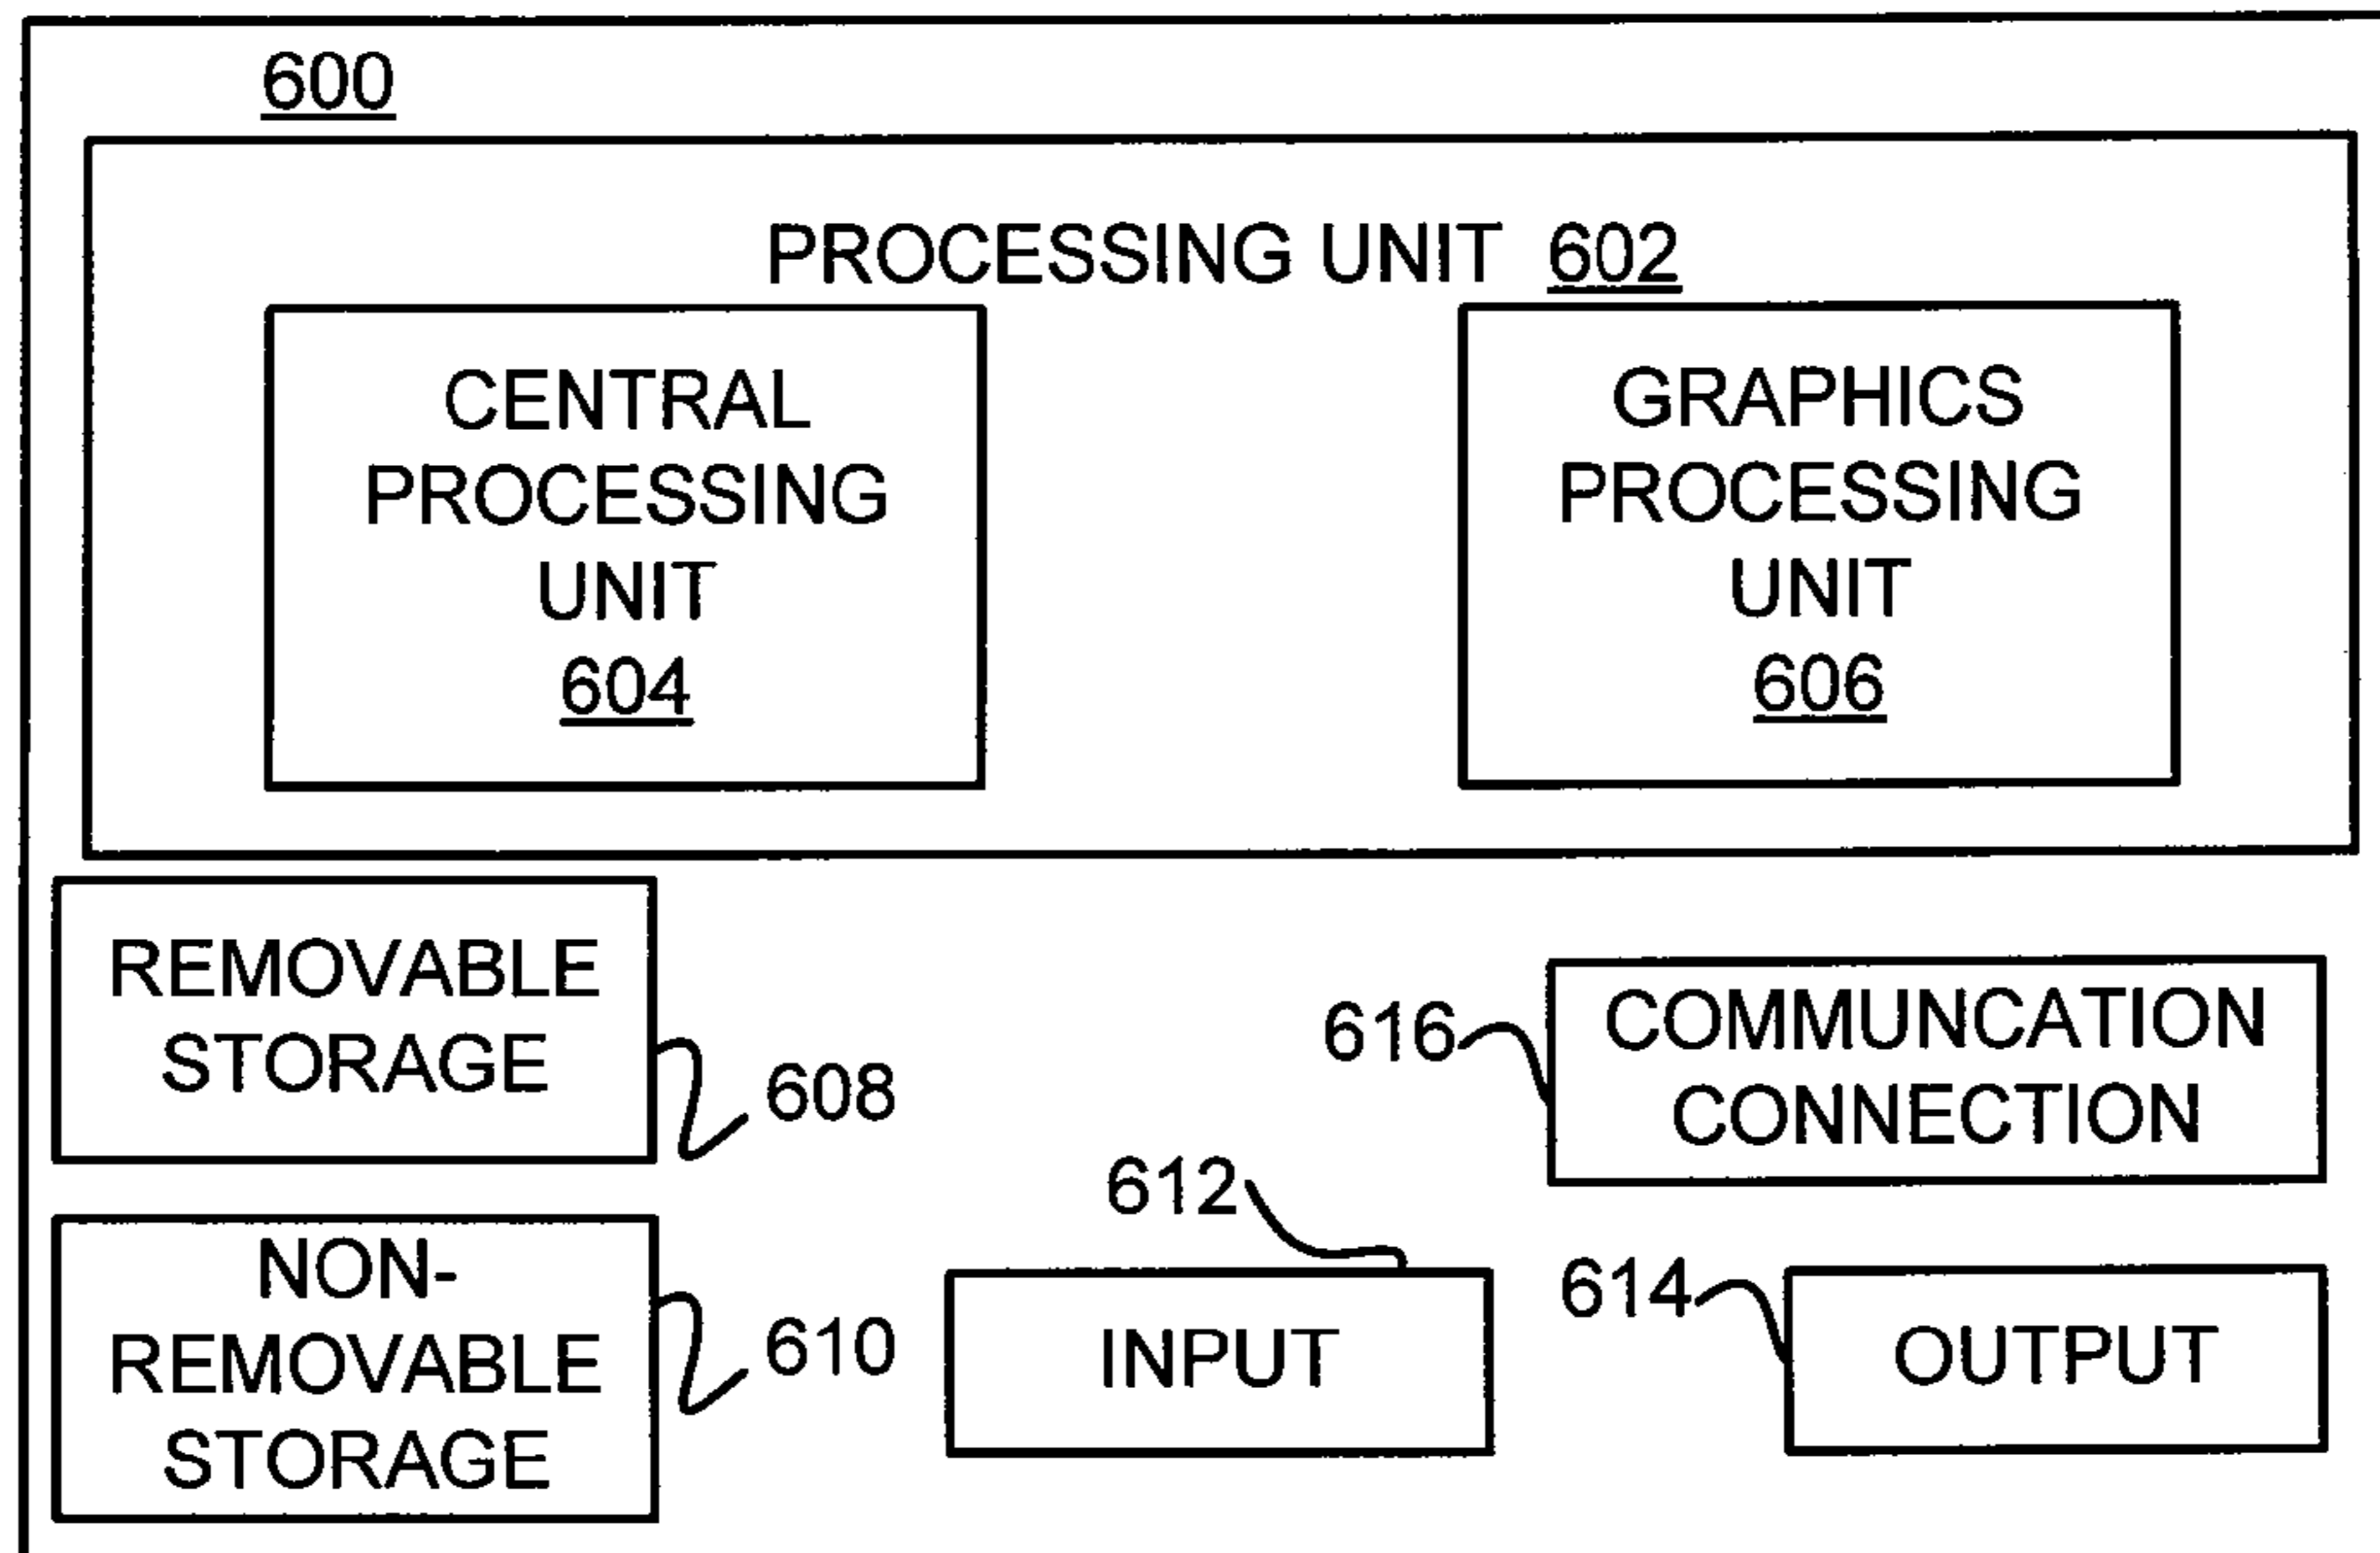 600
PROCESSING UNIT 602
CENTRAL
PROCESSING
UNIT
604
GRAPHICS
PROCESSING
UNIT
606
REMOVABLE
STORAGE
608
616
COMMUNCATION
CONNECTION
NON-
REMOVABLE
STORAGE
610
612
INPUT
614
OUTPUT